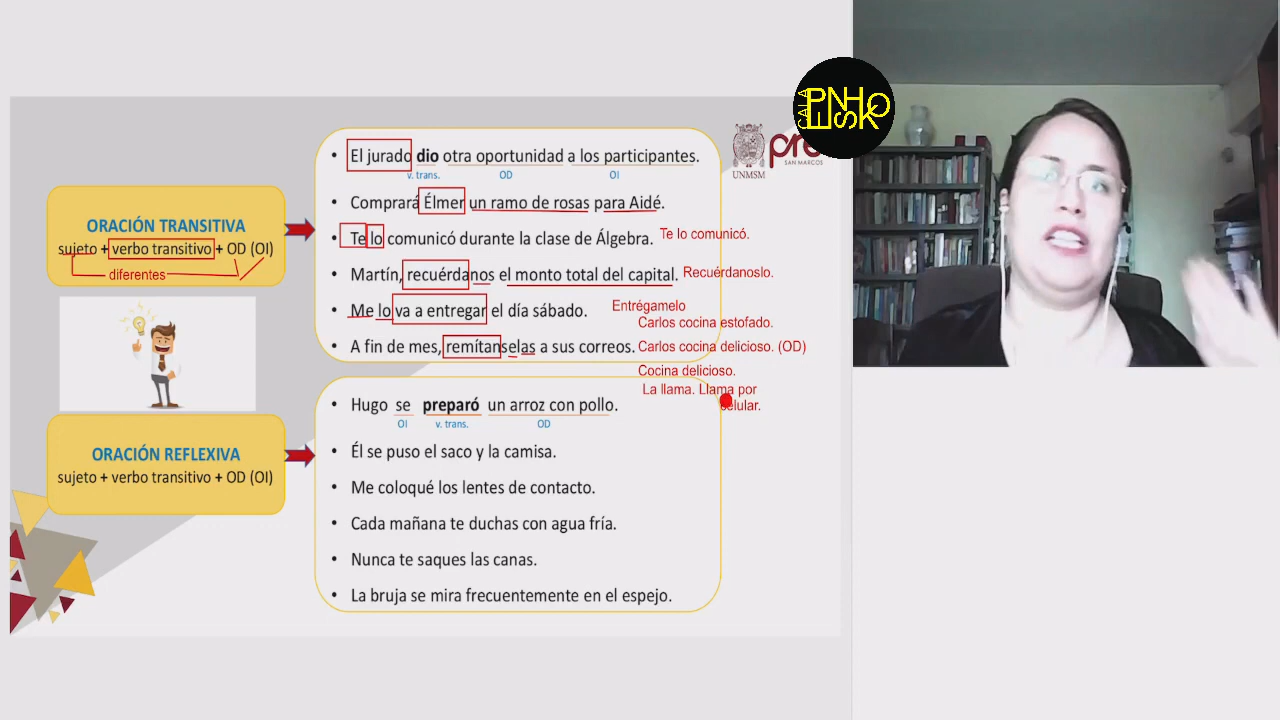 ORACIÓN TRANSITIVA
sujeto + verbo transitivo + OD (OI)
diferentes
• El jurado dio otra oportunidad a los participantes.
v. trans. OD OI
• Comprará Élmer un ramo de rosas para Aidé.
• Te lo comunicó durante la clase de Álgebra. Te lo comunicó.
• Martín, recuérdanos el monto total del capital. Recuérdanoslo.
• Me lo va a entregar el día sábado. Entrégamelo
Carlos cocina estofado.
• A fin de mes, remítanselas a sus correos. Carlos cocina delicioso. (OD)
Cocina delicioso.
La llama. Llama por
celular.
ORACIÓN REFLEXIVA
sujeto + verbo transitivo + OD (OI)
• Hugo se preparó un arroz con pollo.
OI v. trans. OD
• Él se puso el saco y la camisa.
• Me coloqué los lentes de contacto.
• Cada mañana te duchas con agua fría.
• Nunca te saques las canas.
• La bruja se mira frecuentemente en el espejo.
UNMSM
pre
SAN MARCOS